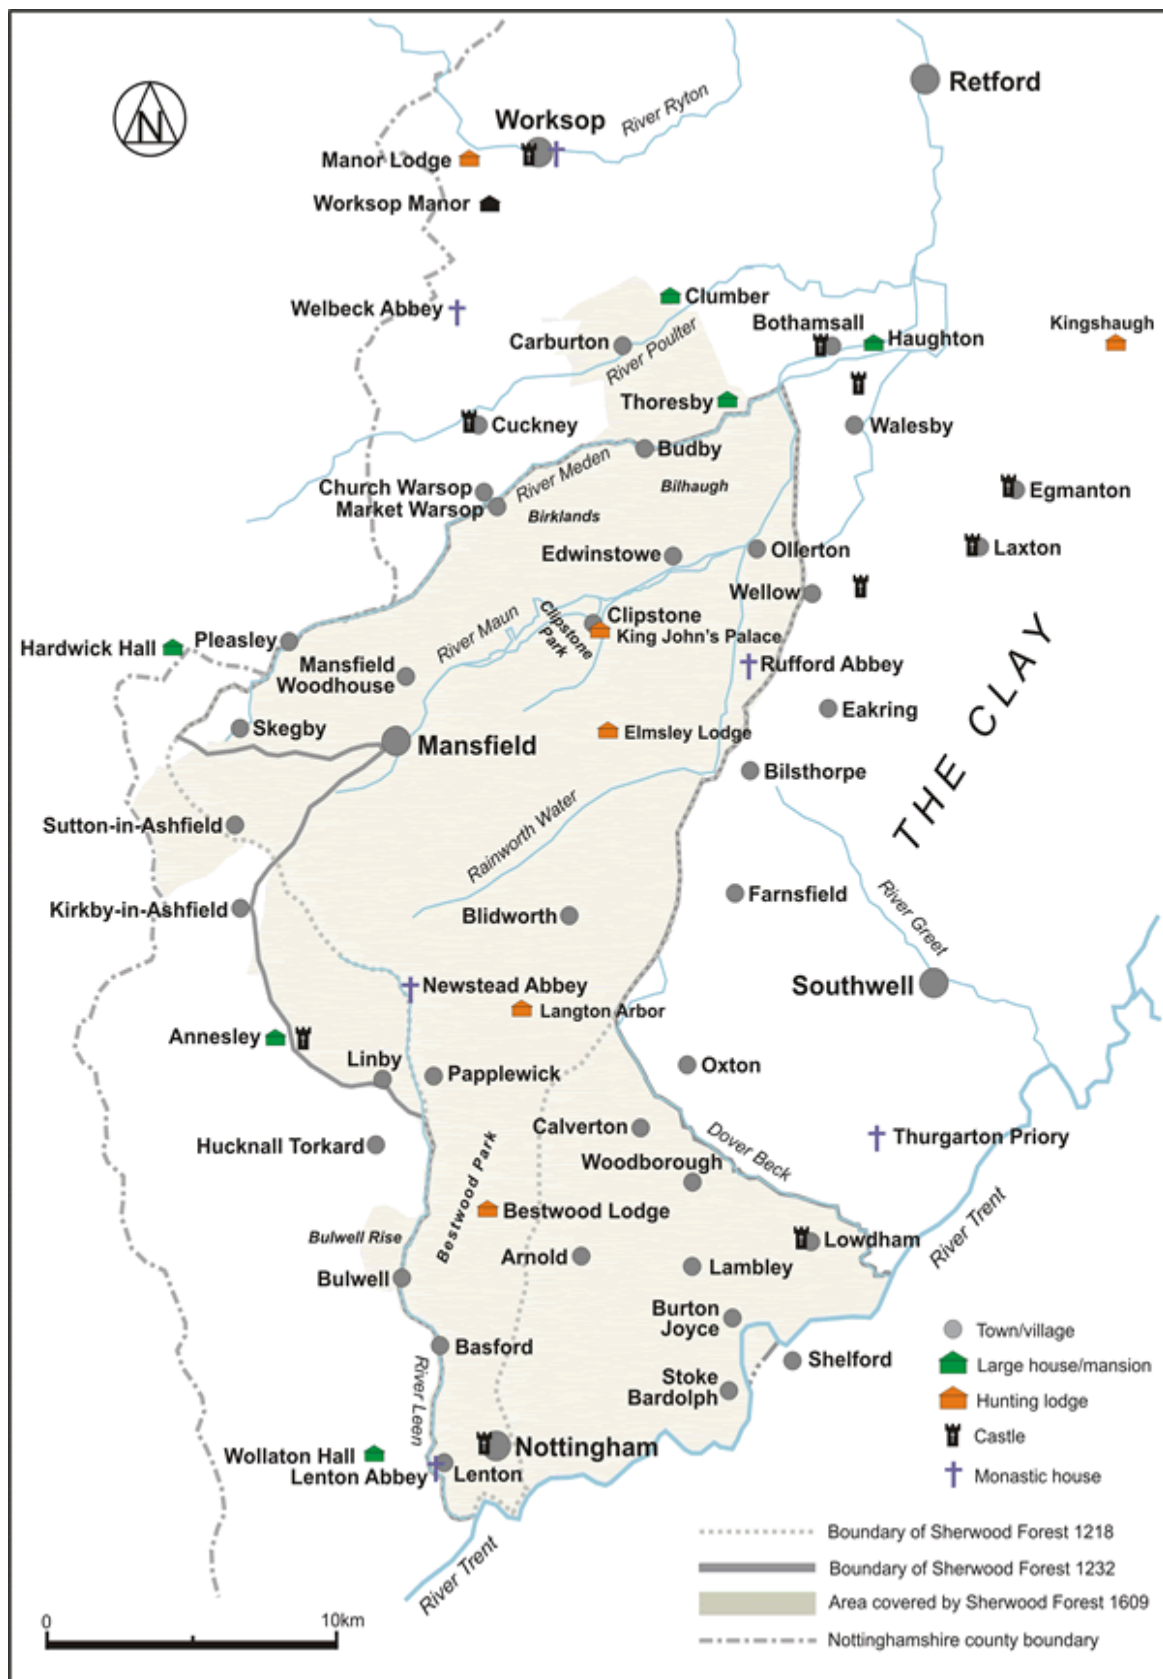 N
Retford
Worksop
River Ryton
Manor Lodge
Worksop Manor
Welbeck Abbey
Clumber
Bothamsall
Kingshaugh
Carburton
River Poulter
Haughton
Thoresby
Cuckney
Walesby
Budby
River Meden
Bilhaugh
Church Warsop
Market Warsop
Birklands
Egmanton
Edwinstowe
Ollerton
Laxton
Wellow
River Maun
Clipstone
Park
Clipstone
King John's Palace
Hardwick Hall
Pleasley
Mansfield
Woodhouse
Rufford Abbey
THE CLAY
Eakring
Skegby
Mansfield
Elmsley Lodge
Bilsthorpe
Sutton-in-Ashfield
Rainworth Water
Farnsfield
River Greet
Kirkby-in-Ashfield
Blidworth
Newstead Abbey
Southwell
Langton Arbor
Annesley
Linby
Papplewick
Oxton
Calverton
Dover Beck
Thurgarton Priory
Hucknall Torkard
Woodborough
Bestwood Park
Bestwood Lodge
River Trent
Bulwell Rise
Lowdham
Arnold
Bulwell
Lambley
Burton
Joyce
Basford
Shelford
Stoke
Bardolph
River Leen
Nottingham
Wollaton Hall
Lenton Abbey
Lenton
River Trent
Town/village
Large house/mansion
Hunting lodge
Castle
Monastic house
Boundary of Sherwood Forest 1218
Boundary of Sherwood Forest 1232
Area covered by Sherwood Forest 1609
Nottinghamshire county boundary
0
10km